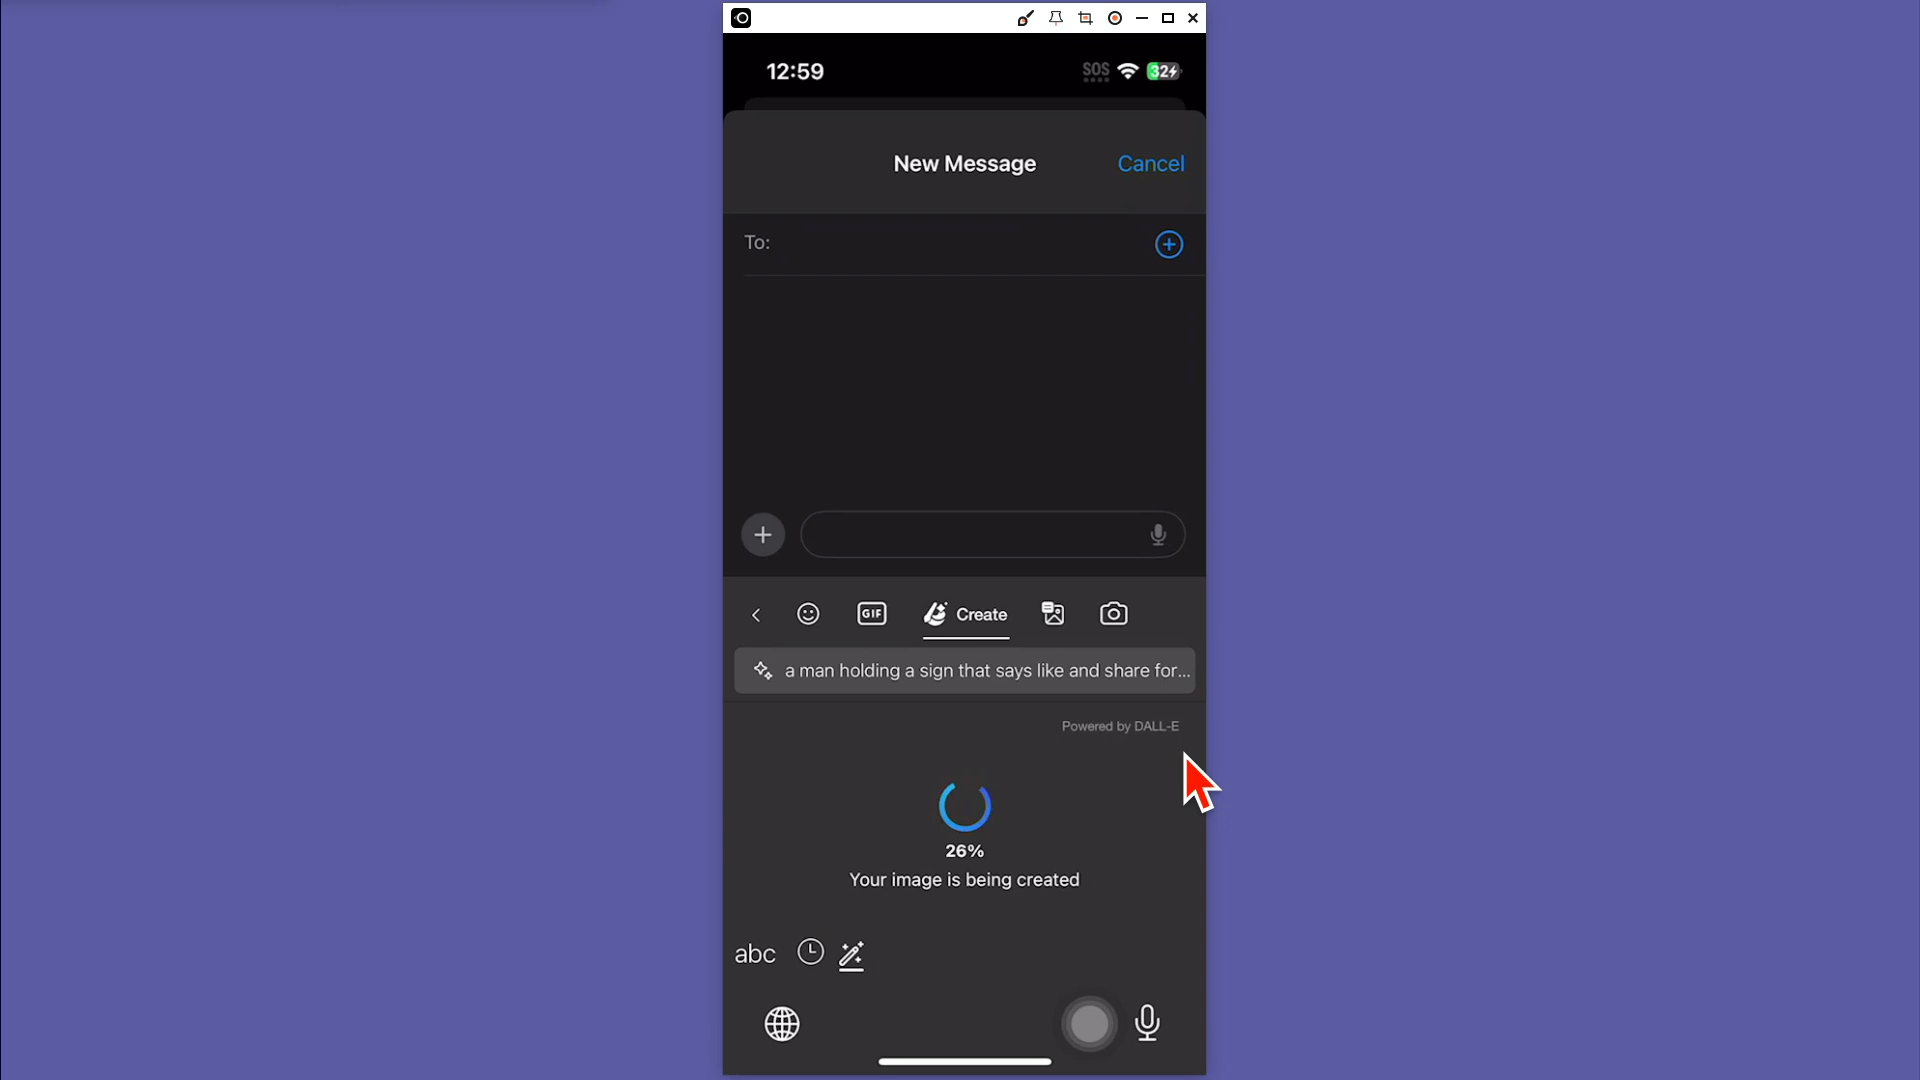 12:59
SOS
32
New Message
Cancel
To:
GIF
Create
a man holding a sign that says like and share for...
Powered by DALL-E
26%
Your image is being created
abc